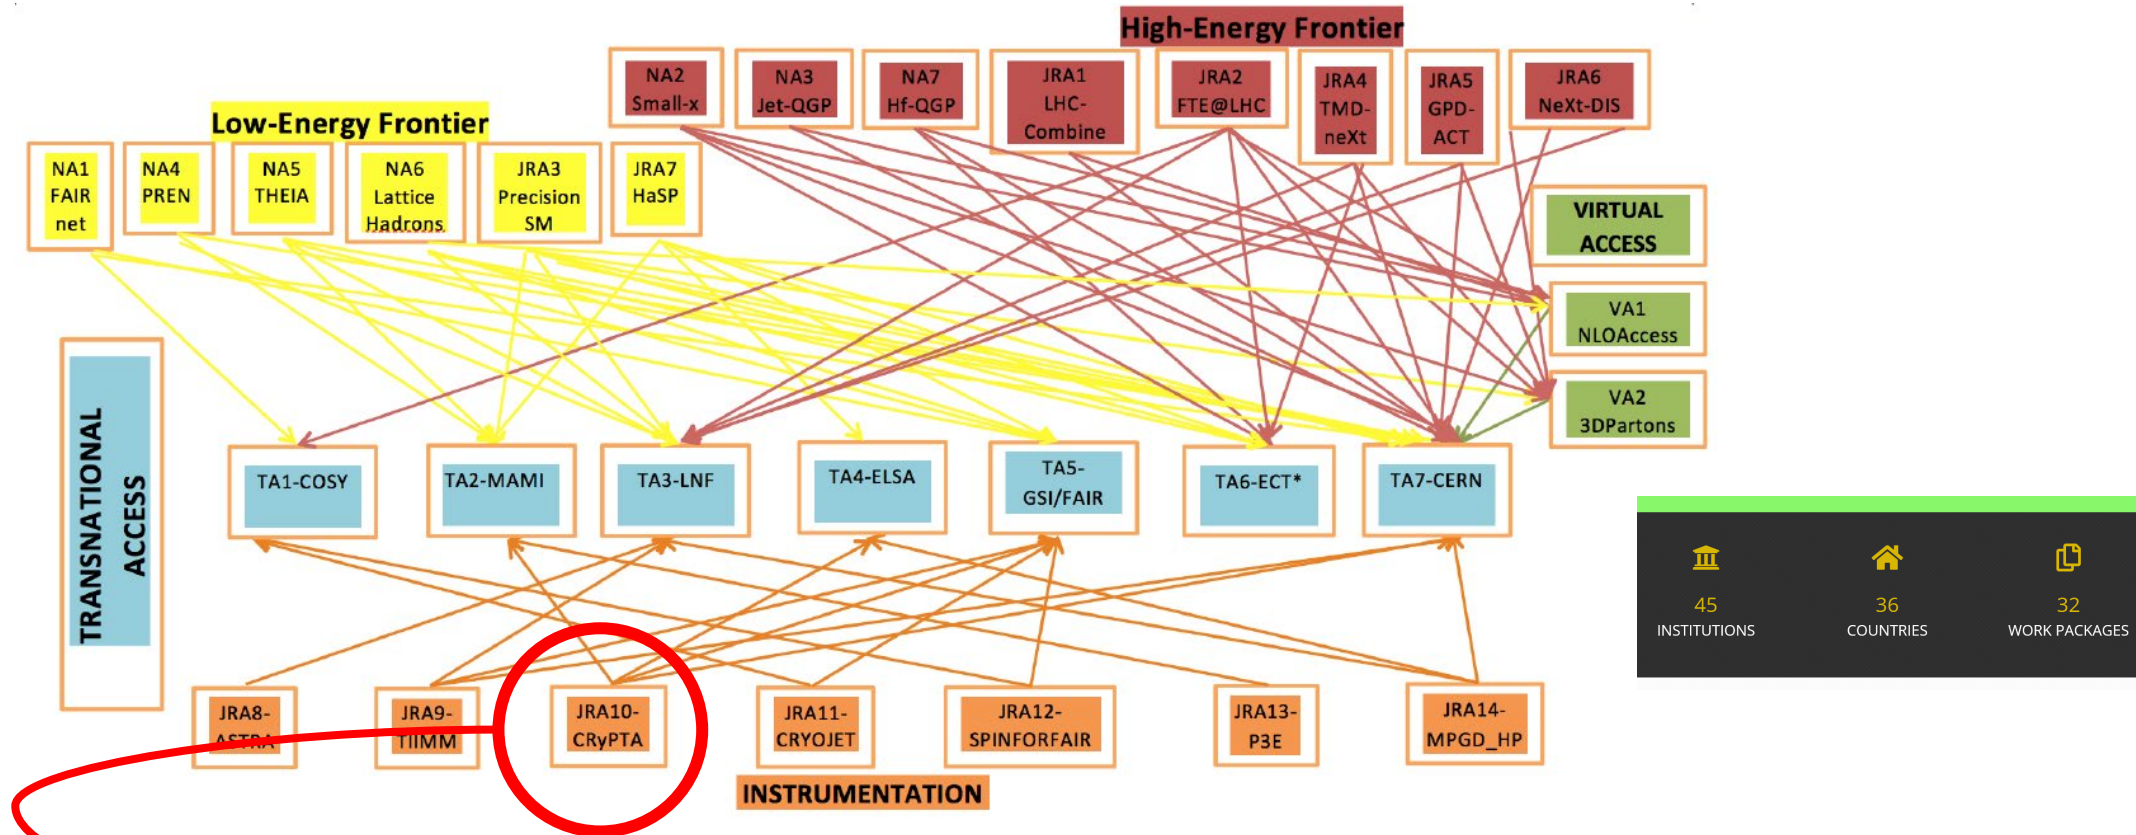 High-Energy Frontier
NA2
Small-x
NA3
Jet-QGP
NA7
Hf-QGP
JRA1
LHC-
Combine
JRA2
FTE@LHC
JRA4
TMD-
neXt
JRA5
GPD-
ACT
JRA6
NeXt-DIS
Low-Energy Frontier
NA1
FAIR
net
NA4
PREN
NA5
THEIA
NA6
Lattice
Hadrons
JRA3
Precision
SM
JRA7
HaSP
VIRTUAL
ACCESS
VA1
NLOAccess
VA2
3DPartons
TRANSNATIONAL
ACCESS
TA1-COSY
TA2-MAMI
TA3-LNF
TA4-ELSA
TA5-
GSI/FAIR
TA6-ECT*
TA7-CERN
45
INSTITUTIONS
36
COUNTRIES
32
WORK PACKAGES
JRA8-
ASTRA
JRA9-
TIIMM
JRA10-
CRyPTA
JRA11-
CRYOJET
JRA12-
SPINFORFAIR
JRA13-
P3E
JRA14-
MPGD_HP
INSTRUMENTATION